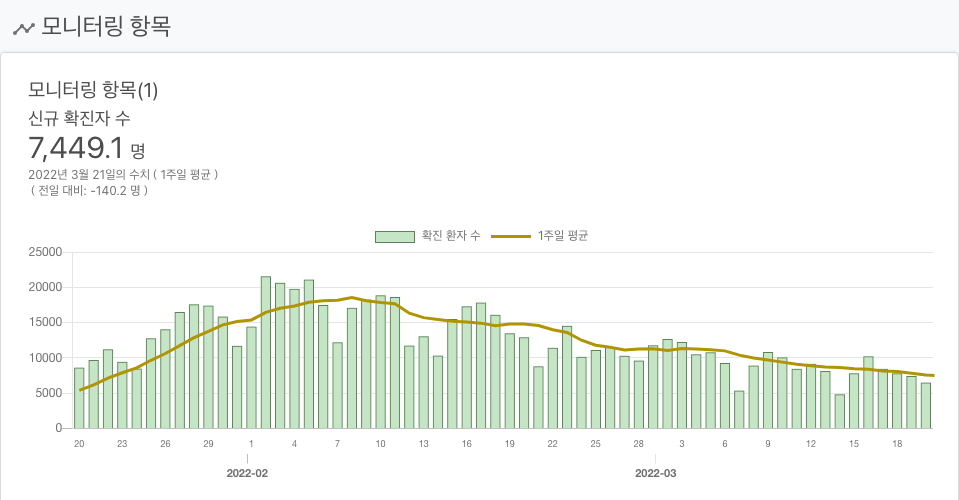 모니터링 항목
모니터링 항목(1)
신규 확진자 수
7,449.1 명
2022년 3월 21일의 수치 ( 1주일 평균 )
( 전일 대비: -140.2 명 )
확진 환자 수 1주일 평균
25000
20000
15000
10000
5000
0
20 23 26 29 1 4 7 10 13 16 19 22 25 28 3 6 9 12 15 18
2022-02 2022-03